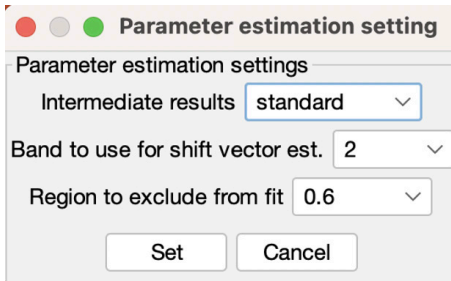 Parameter estimation setting
Parameter estimation settings
Intermediate results standard
Band to use for shift vector est. 2
Region to exclude from fit 0.6
Set Cancel